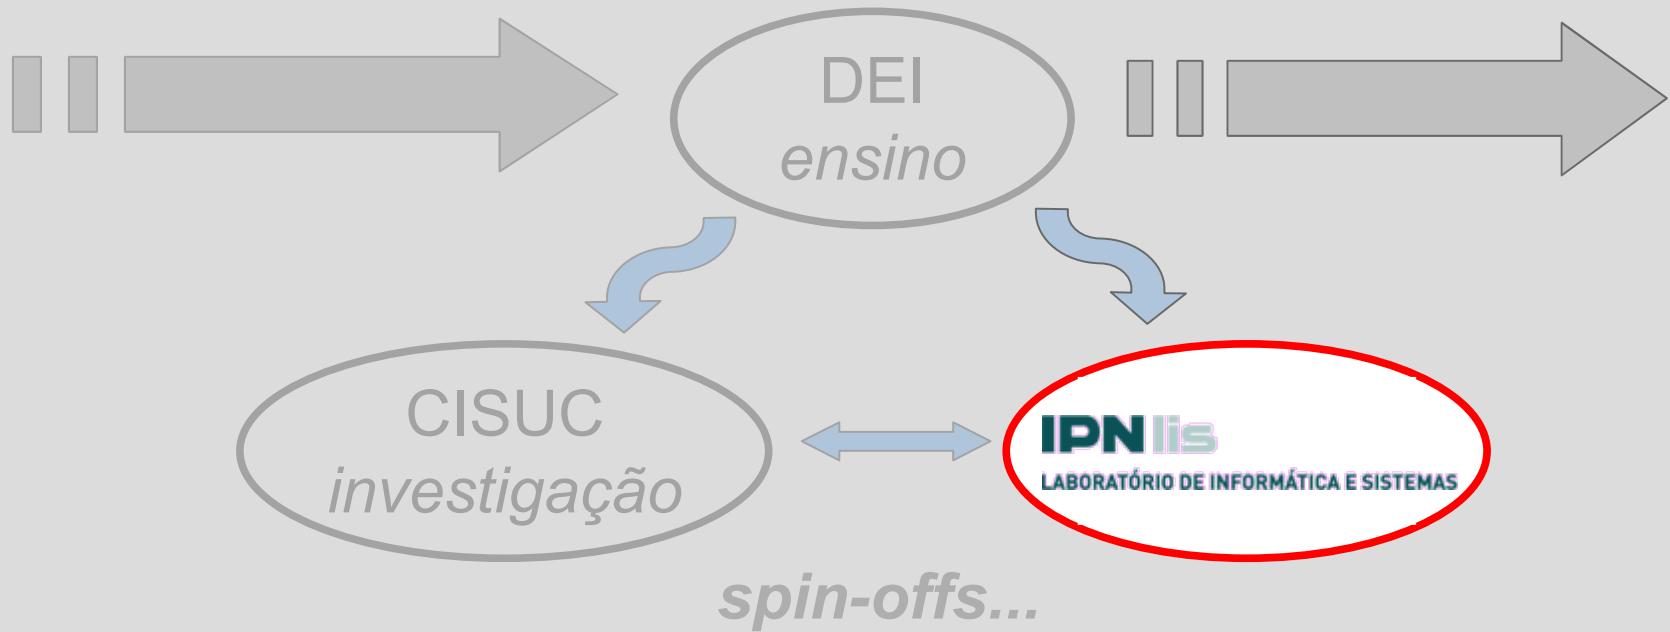 DEI
ensino
CISUC
investigação
IPN lis
LABORATÓRIO DE INFORMÁTICA E SISTEMAS
spin-offs...